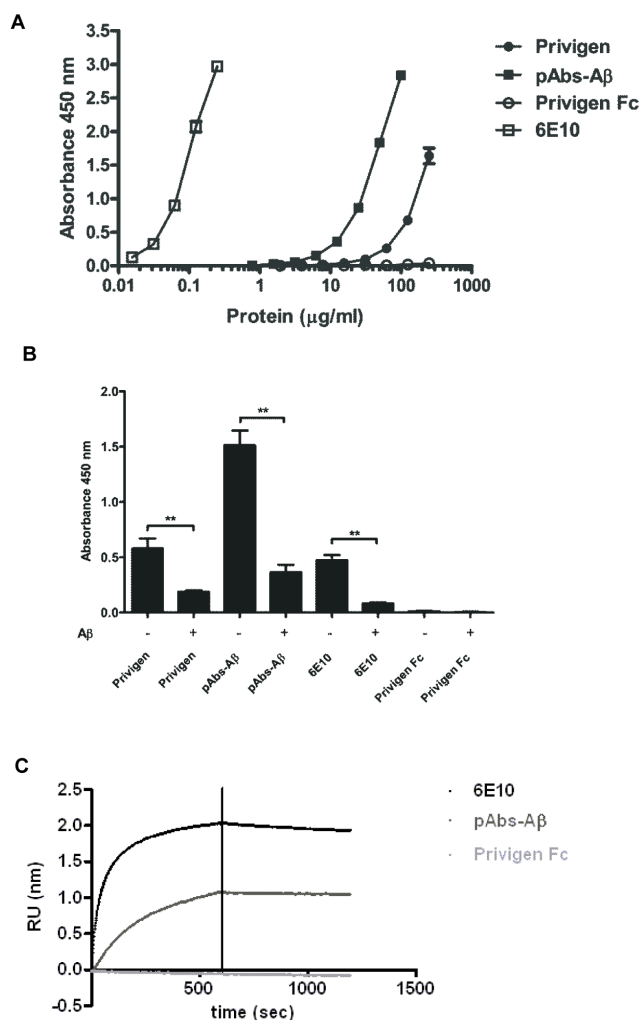 A
Absorbance 450 nm
3.5
3.0
2.5
2.0
1.5
1.0
0.5
0.0
0.01 0.1 1 10 100 1000
Protein (μg/ml)
Privigen
pAbs-Aβ
Privigen Fc
6E10
B
Absorbance 450 nm
2.0
1.5
1.0
0.5
0.0
** ** **
Aβ - + - + - + - +
Privigen Privigen pAbs-Aβ pAbs-Aβ 6E10 6E10 Privigen Fc Privigen Fc
C
RU (nm)
2.5
2.0
1.5
1.0
0.5
0.0
-0.5
500 1000 1500
time (sec)
6E10
pAbs-Aβ
Privigen Fc